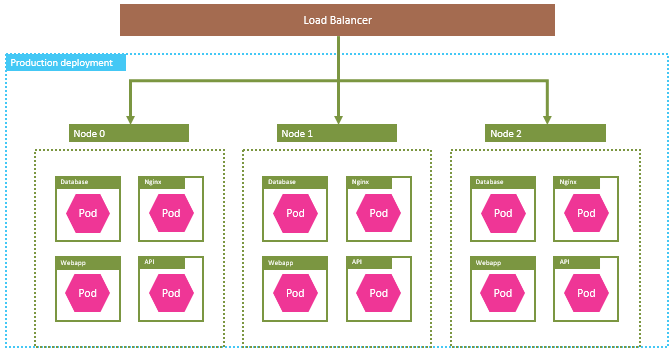 Load Balancer
Production deployment
Node 0
Node 1
Node 2
Database
Nginx
Database
Nginx
Database
Nginx
Pod
Pod
Pod
Pod
Pod
Pod
Webapp
API
Webapp
API
Webapp
API
Pod
Pod
Pod
Pod
Pod
Pod